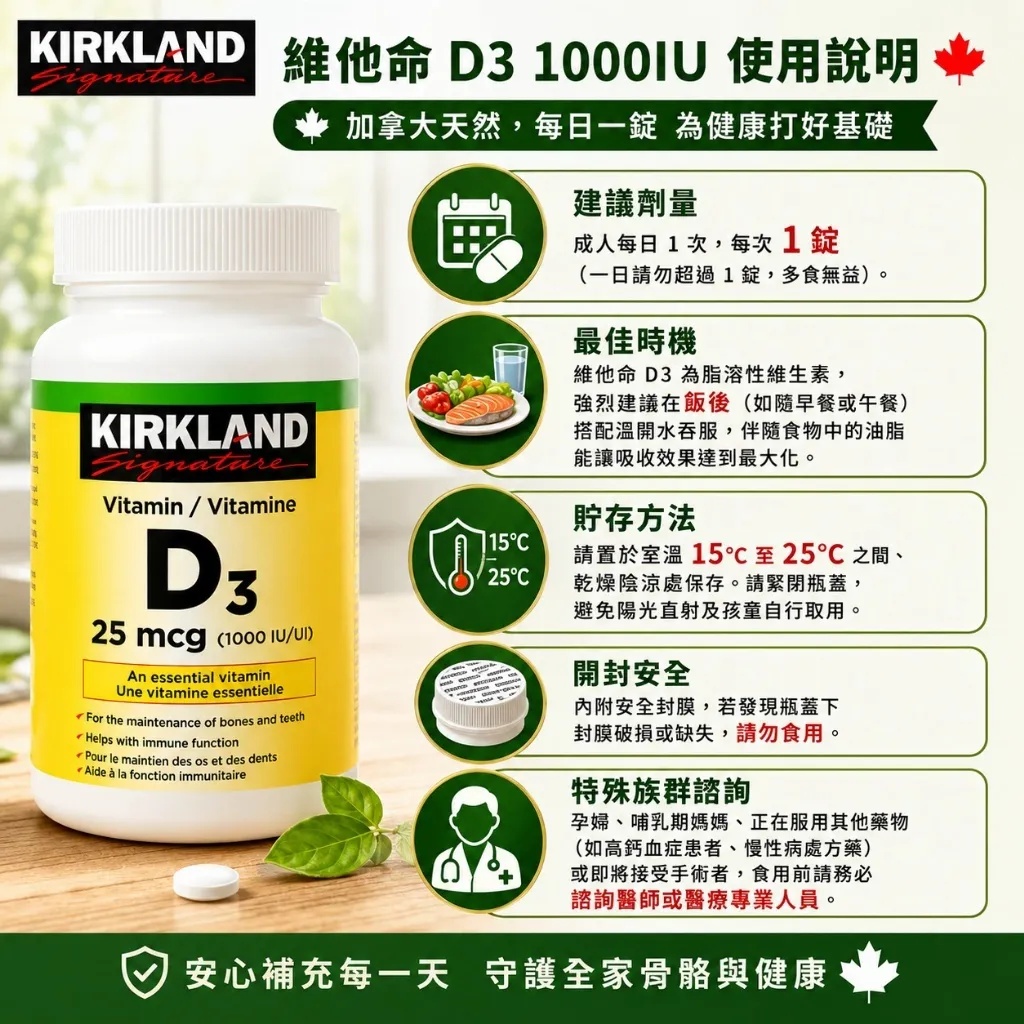 KIRKLAND
Signature
維他命 D3 1000IU 使用說明
加拿大天然，每日一錠 為健康打好基礎
KIRKLAND
Signature
Vitamin / Vitamine
D3
25 mcg (1000 IU/UI)
An essential vitamin
Une vitamine essentielle
For the maintenance of bones and teeth
Helps with immune function
Pour le maintien des os et des dents
Aide à la fonction immunitaire
建議劑量
成人每日 1 次，每次 1 錠
（一日請勿超過 1 錠，多食無益）。
最佳時機
維他命 D3 為脂溶性維生素，
強烈建議在飯後（如隨早餐或午餐）
搭配溫開水吞服，伴隨食物中的油脂
能讓吸收效果達到最大化。
15°C
25°C
貯存方法
請置於室溫 15°C 至 25°C 之間、
乾燥陰涼處保存。請緊閉瓶蓋，
避免陽光直射及孩童自行取用。
開封安全
內附安全封膜，若發現瓶蓋下
封膜破損或缺失，請勿食用。
特殊族群諮詢
孕婦、哺乳期媽媽、正在服用其他藥物
（如高鈣血症患者、慢性病處方藥）
或即將接受手術者，食用前請務必
諮詢醫師或醫療專業人員。
安心補充每一天 守護全家骨骼與健康